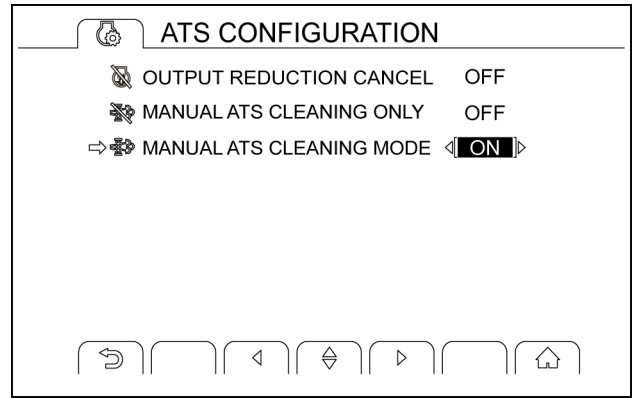 ATS CONFIGURATION
OUTPUT REDUCTION CANCEL OFF
MANUAL ATS CLEANING ONLY OFF
MANUAL ATS CLEANING MODE ON